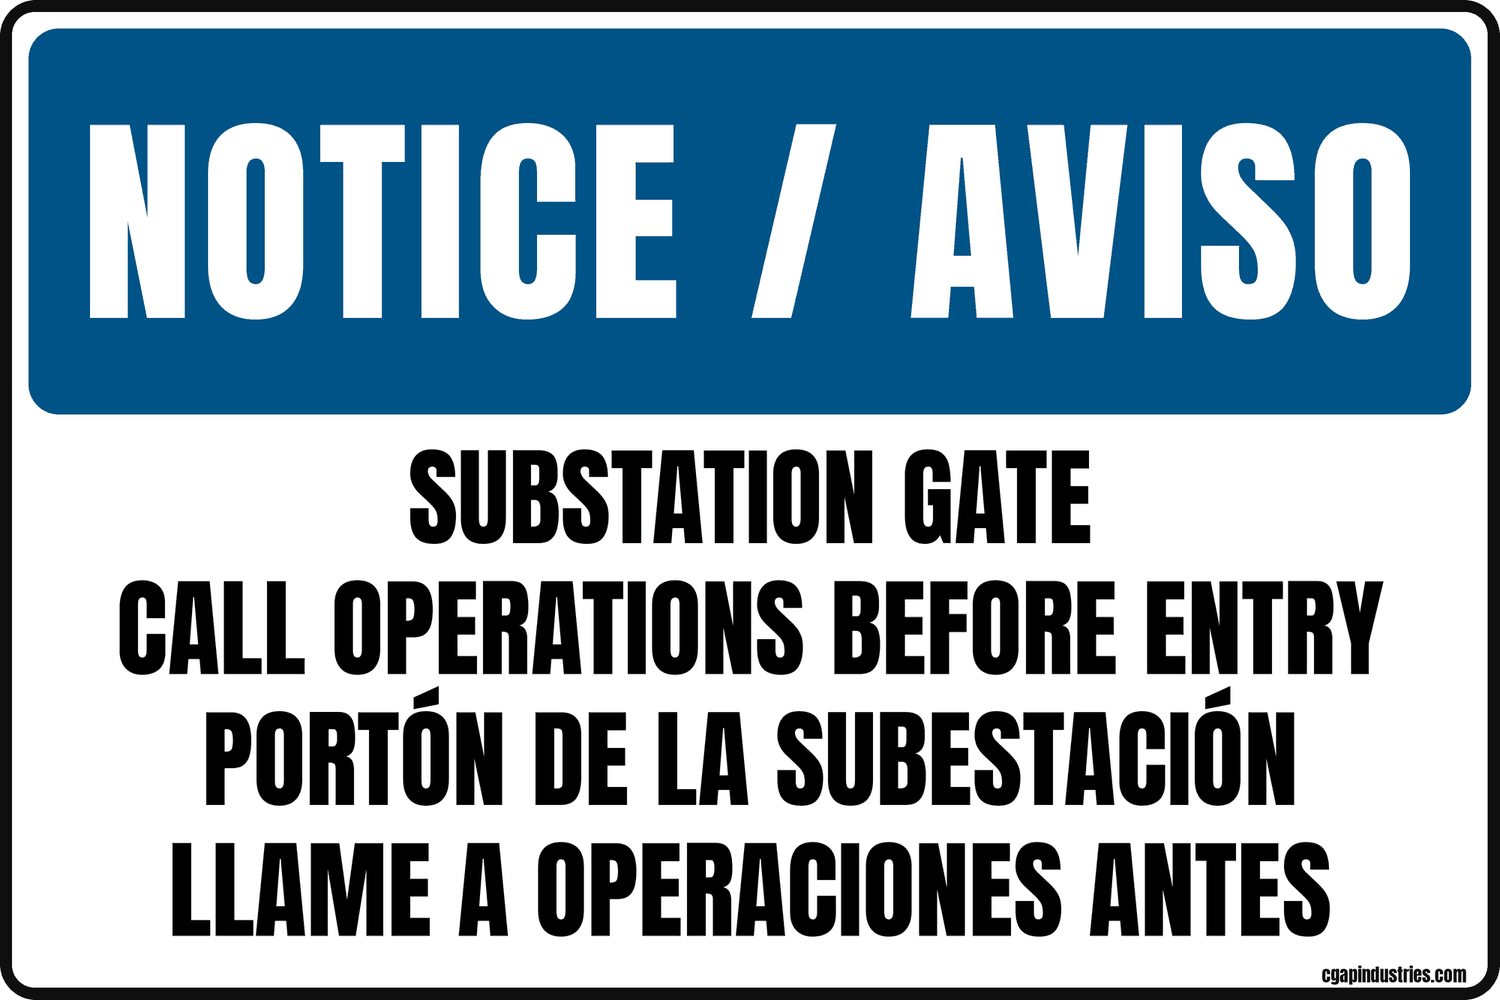 NOTICE / AVISO
SUBSTATION GATE
CALL OPERATIONS BEFORE ENTRY
PORTÓN DE LA SUBESTACIÓN
LLAME A OPERACIONES ANTES
cgapindustries.com